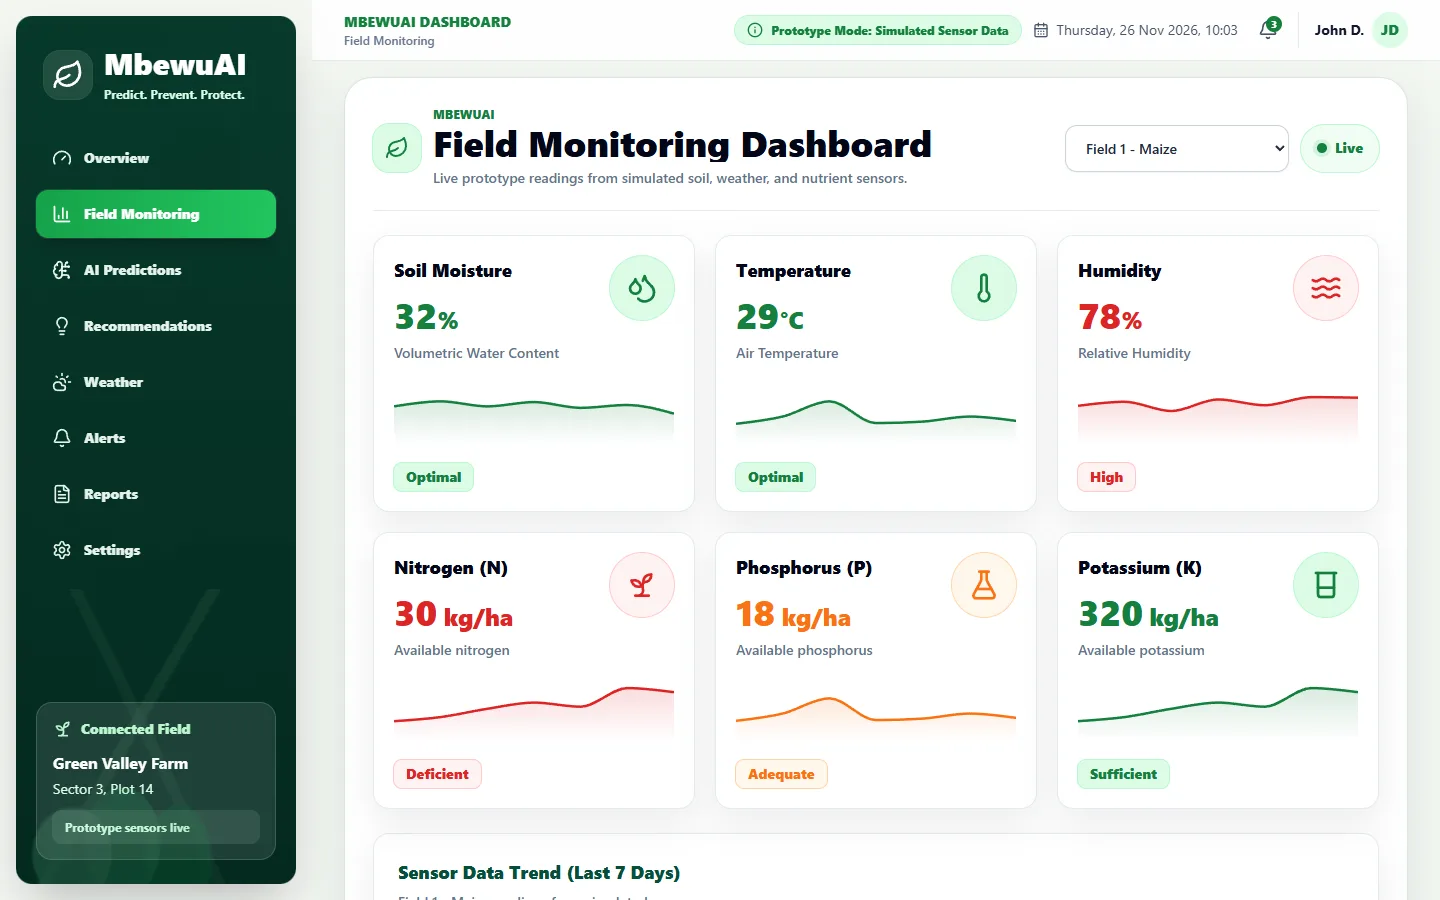 MbewuAI
Predict. Prevent. Protect.
Overview
Field Monitoring
AI Predictions
Recommendations
Weather
Alerts
Reports
Settings
Connected Field
Green Valley Farm
Sector 3, Plot 14
Prototype sensors live
MBEWUAI DASHBOARD
Field Monitoring
Prototype Mode: Simulated Sensor Data
Thursday, 26 Nov 2026, 10:03
3
John D.
JD
MBEWUAI
Field Monitoring Dashboard
Live prototype readings from simulated soil, weather, and nutrient sensors.
Field 1 - Maize
Live
Soil Moisture
32%
Volumetric Water Content
Optimal
Temperature
29°C
Air Temperature
Optimal
Humidity
78%
Relative Humidity
High
Nitrogen (N)
30 kg/ha
Available nitrogen
Deficient
Phosphorus (P)
18 kg/ha
Available phosphorus
Adequate
Potassium (K)
320 kg/ha
Available potassium
Sufficient
Sensor Data Trend (Last 7 Days)